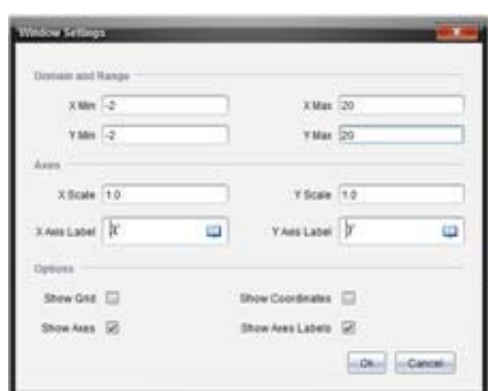 Window Settings
Domain and Range
X Min -2 X Max 20
Y Min -2 Y Max 20
Axes
X Scale 1.0 Y Scale 1.0
X Axis Label x Y Axis Label y
Options
Show Grid Show Coordinates
Show Axes Show Axes Labels
Ok Cancel